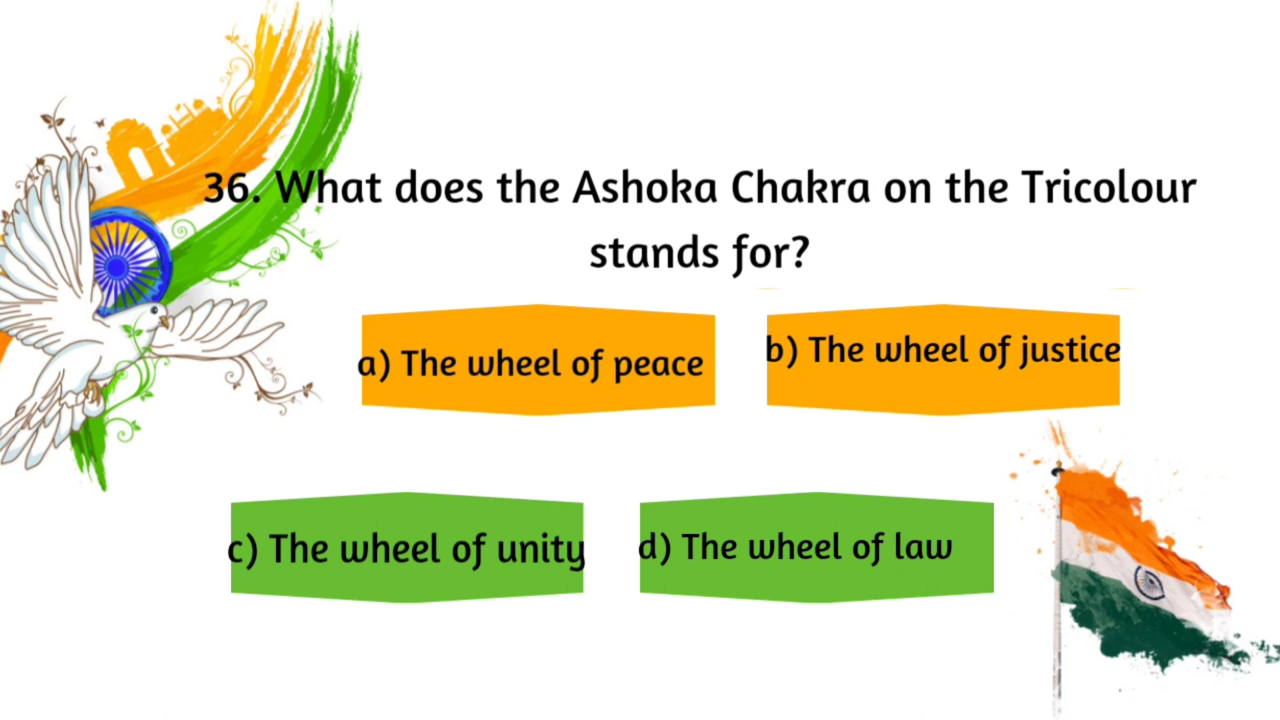 36. What does the Ashoka Chakra on the Tricolour
stands for?
a) The wheel of peace
b) The wheel of justice
c) The wheel of unity
d) The wheel of law